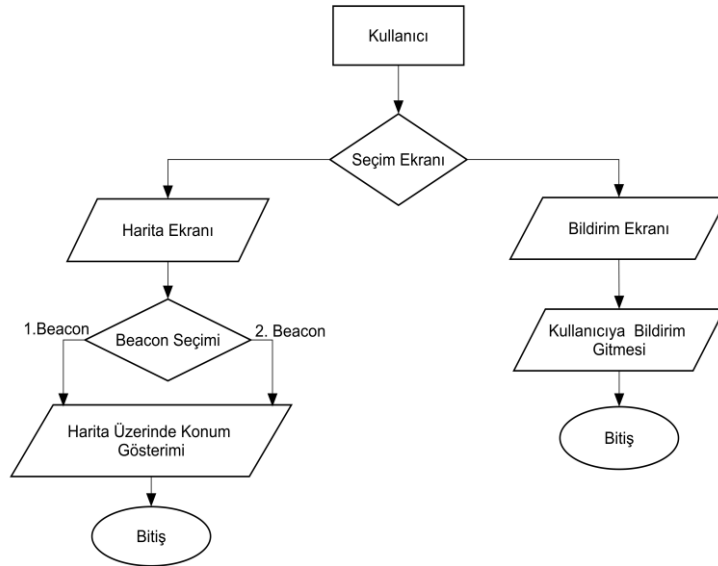 Kullanıcı
Seçim Ekranı
Harita Ekranı
Bildirim Ekranı
1.Beacon
Beacon Seçimi
2. Beacon
Kullanıcıya Bildirim
Gitmesi
Harita Üzerinde Konum
Gösterimi
Bitiş
Bitiş